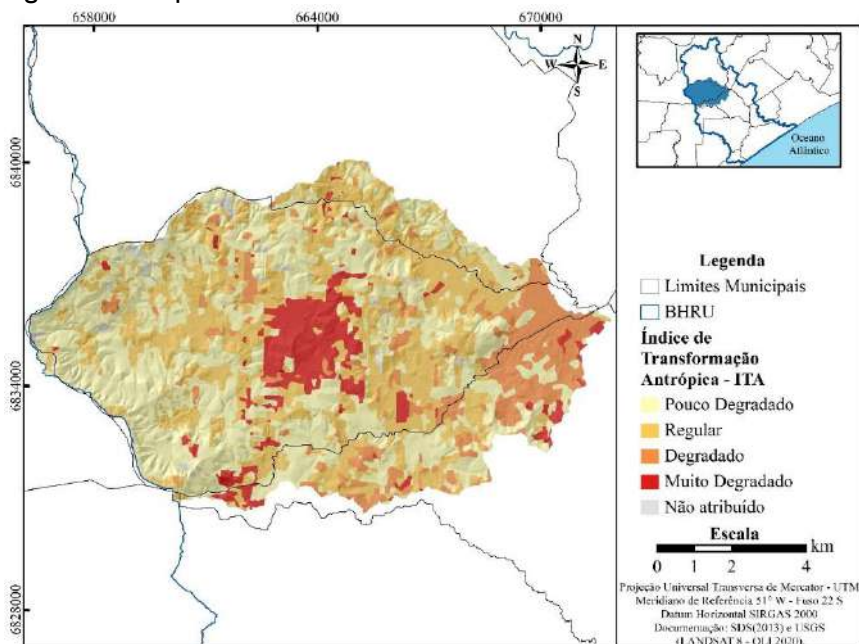 658000 664000 670000
N
W E
S
Oceano
Atlântico
6840000
6834000
6828000
Legenda
Limites Municipais
BHRU
Índice de
Transformação
Antrópica - ITA
Pouco Degradado
Regular
Degradado
Muito Degradado
Não atribuído
Escala
km
0 1 2 4
Projeção Universal Transversa de Mercator - UTM
Meridiano de Referência 51° W - Fuso 22 S
Datum Horizontal SIRGAS 2000
Documentação: SDS(2013) e USGS
(LANDSAT 8 - OLI 2020).